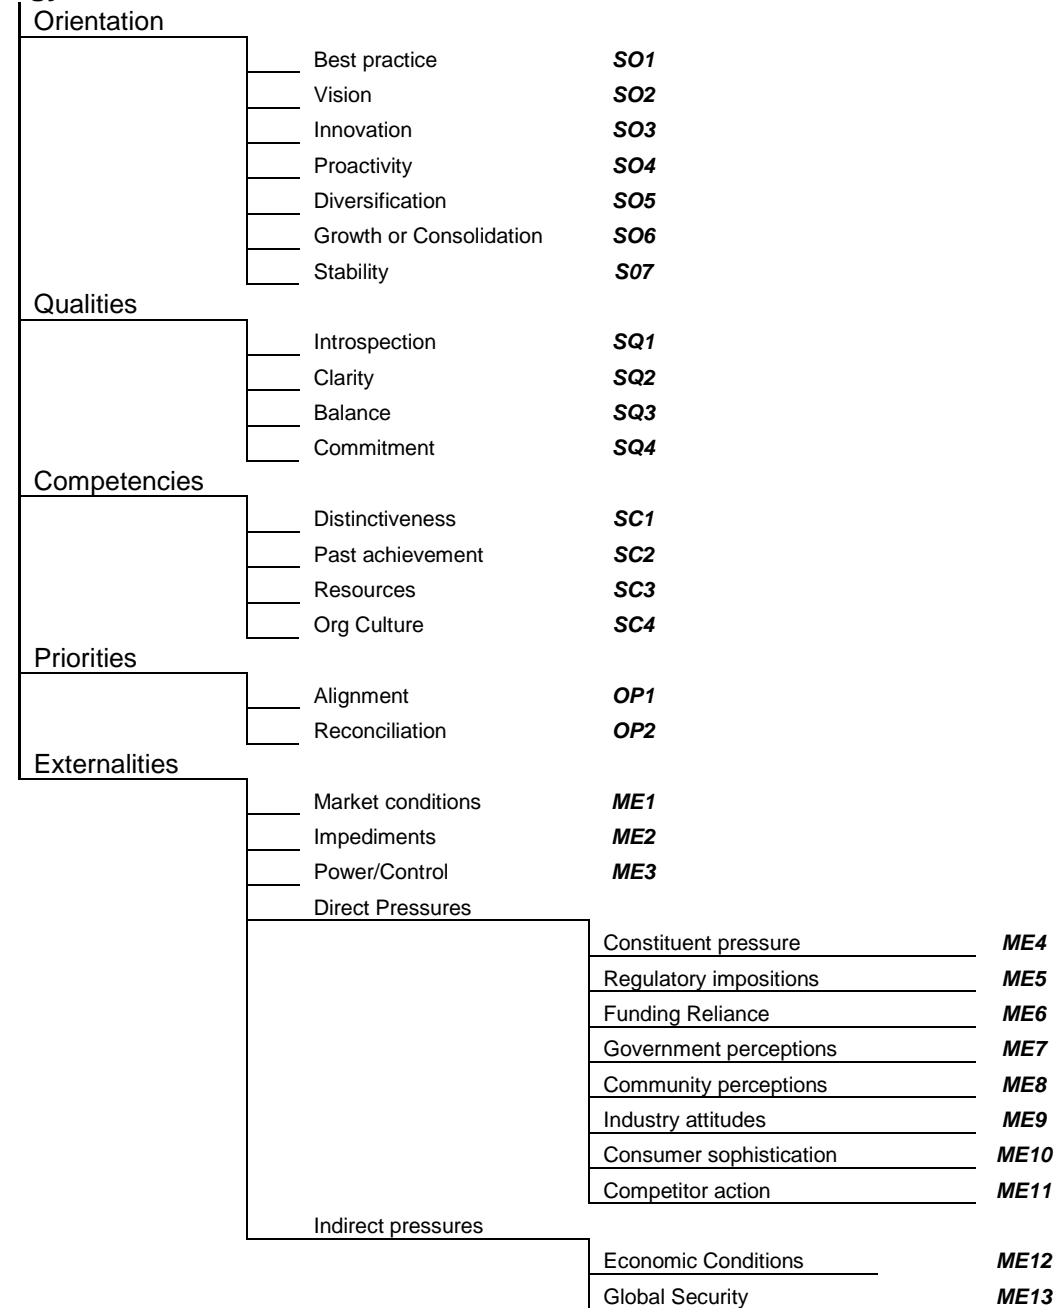 Orientation
Best practice SO1
Vision SO2
Innovation SO3
Proactivity SO4
Diversification SO5
Growth or Consolidation SO6
Stability S07
Qualities
Introspection SQ1
Clarity SQ2
Balance SQ3
Commitment SQ4
Competencies
Distinctiveness SC1
Past achievement SC2
Resources SC3
Org Culture SC4
Priorities
Alignment OP1
Reconciliation OP2
Externalities
Market conditions ME1
Impediments ME2
Power/Control ME3
Direct Pressures
Constituent pressure ME4
Regulatory impositions ME5
Funding Reliance ME6
Government perceptions ME7
Community perceptions ME8
Industry attitudes ME9
Consumer sophistication ME10
Competitor action ME11
Indirect pressures
Economic Conditions ME12
Global Security ME13